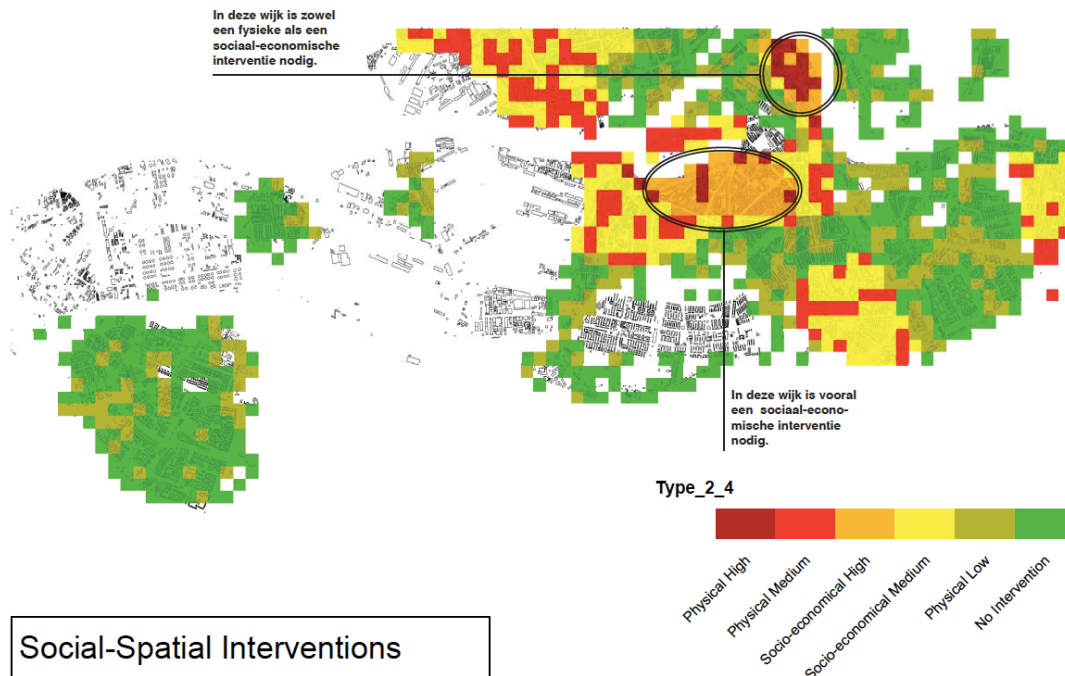 In deze wijk is zowel
een fysieke als een
sociaal-economische
interventie nodig.
In deze wijk is vooral
een sociaal-econo-
mische interventie
nodig.
Type_2_4
Physical High
Physical Medium
Socio-economical High
Socio-economical Medium
Physical Low
No Intervention
Social-Spatial Interventions